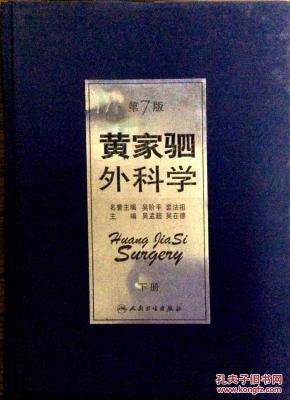 第7版
黄家驷
外科学
名誉主编 吴阶平 裘法祖
主编 吴孟超 吴在德
Huang JiaSi
Surgery
下册
人民卫生出版社
孔夫子旧书网